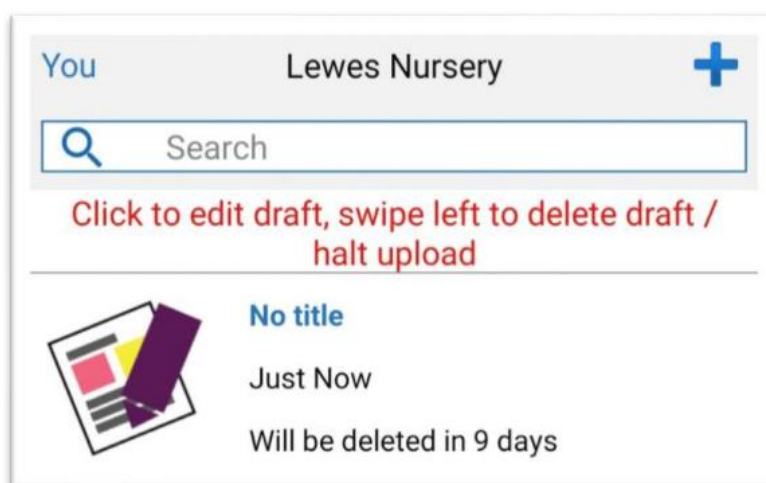 You
Lewes Nursery
Search
Click to edit draft, swipe left to delete draft /
halt upload
No title
Just Now
Will be deleted in 9 days